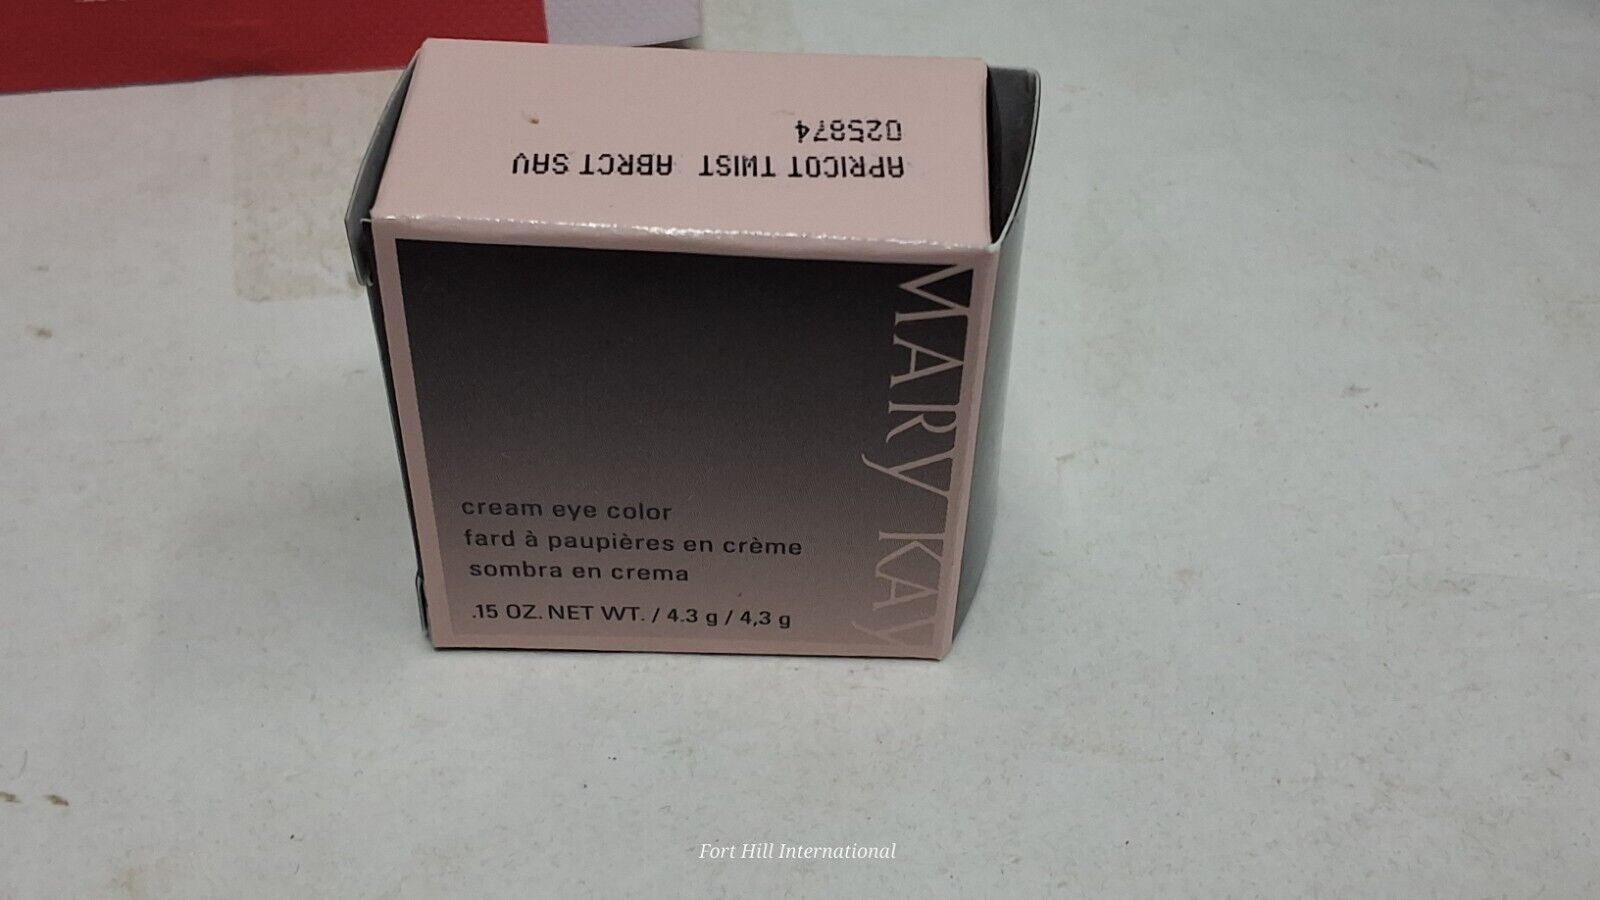 APRICOT TWIST ABRCT SAV
025874
MARY KAY
cream eye color
fard à paupières en crème
sombra en crema
.15 OZ. NET WT. / 4.3 g / 4,3 g
Fort Hill International